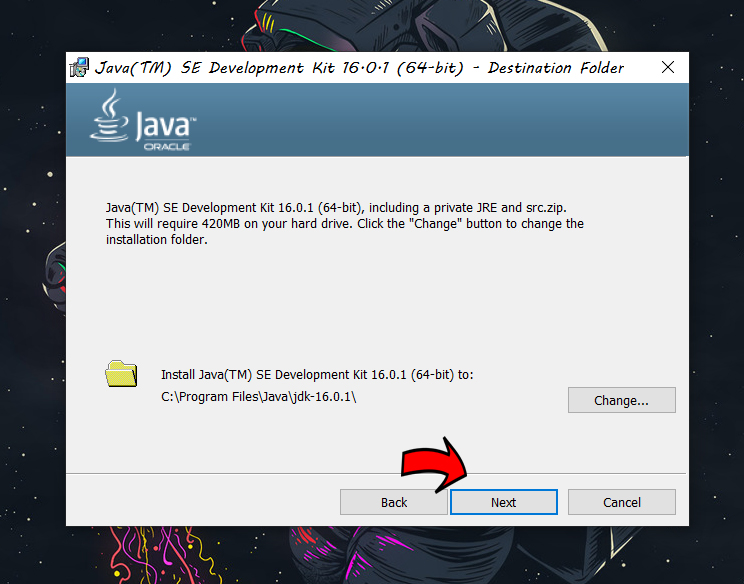 Java(TM) SE Development Kit 16.0.1 (64-bit) - Destination Folder
Java™
ORACLE
Java(TM) SE Development Kit 16.0.1 (64-bit), including a private JRE and src.zip.
This will require 420MB on your hard drive. Click the "Change" button to change the
installation folder.
Install Java(TM) SE Development Kit 16.0.1 (64-bit) to:
C:\Program Files\Java\jdk-16.0.1\
Change...
Back
Next
Cancel